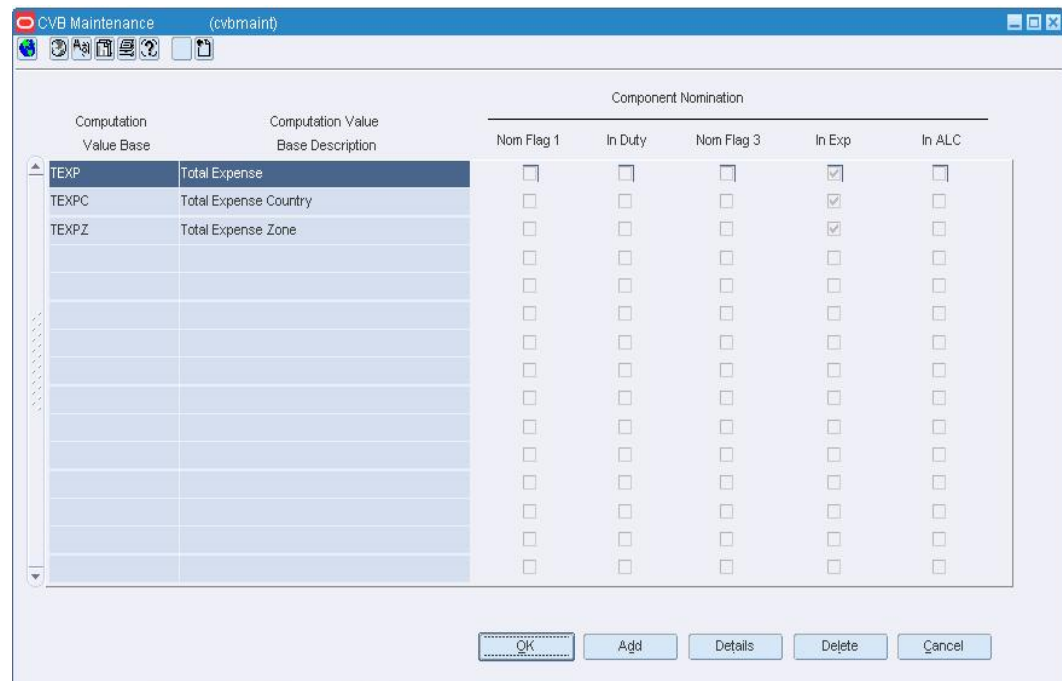 CVB Maintenance (cvbmaint)
Component Nomination
Computation Value Base
Computation Value Base Description
Nom Flag 1
In Duty
Nom Flag 3
In Exp
In ALC
TEXP Total Expense
TEXPC Total Expense Country
TEXPZ Total Expense Zone
OK Add Details Delete Cancel